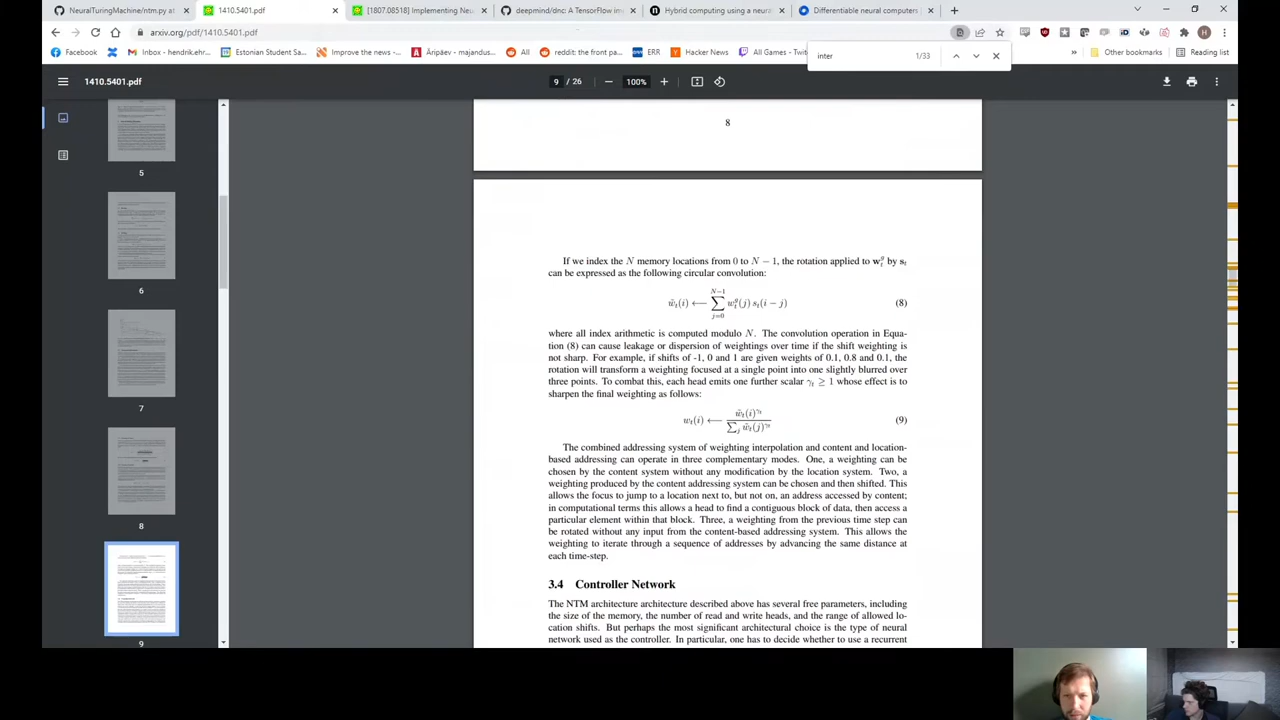 NeuralTuringMachine/ntm.py at
1410.5401.pdf
[1807.08518] Implementing Neu
deepmind/dnc: A TensorFlow im
Hybrid computing using a neura
Differentiable neural computers
arxiv.org/pdf/1410.5401.pdf
M-click
Inbox - hendrik.ehr...
Estonian Student Sa...
Improve the news -...
Äripäev - majandus...
All
reddit: the front pa...
ERR
Hacker News
All Games - Twit
Other bookmarks
Reading list
inter
1/33
1410.5401.pdf
9 / 26
100%
5
6
7
8
9
8
If we index the N memory locations from 0 to N − 1, the rotation applied to w_t^g by s_t
can be expressed as the following circular convolution:
w̃_t(i) ⟵ ∑_{j=0}^{N−1} w_t^g(j) s_t(i − j) (8)
where all index arithmetic is computed modulo N. The convolution operation in Equa-
tion (8) can cause leakage or dispersion of weightings over time if the shift weighting is
not sharp. For example, if shifts of -1, 0 and 1 are given weights of 0.1, 0.8 and 0.1, the
rotation will transform a weighting focused at a single point into one slightly blurred over
three points. To combat this, each head emits one further scalar γ_t ≥ 1 whose effect is to
sharpen the final weighting as follows:
w_t(i) ⟵ w̃_t(i)^{γ_t} / ∑_j w̃_t(j)^{γ_t} (9)
The combined addressing system of weighting interpolation and content and location-
based addressing can operate in three complementary modes. One, a weighting can be
chosen by the content system without any modification by the location system. Two, a
weighting produced by the content addressing system can be chosen and then shifted. This
allows the focus to jump to a location next to, but not on, an address accessed by content;
in computational terms this allows a head to find a contiguous block of data, then access a
particular element within that block. Three, a weighting from the previous time step can
be rotated without any input from the content-based addressing system. This allows the
weighting to iterate through a sequence of addresses by advancing the same distance at
each time-step.
3.4 Controller Network
The NTM architecture architecture described above has several free parameters, including
the size of the memory, the number of read and write heads, and the range of allowed lo-
cation shifts. But perhaps the most significant architectural choice is the type of neural
network used as the controller. In particular, one has to decide whether to use a recurrent